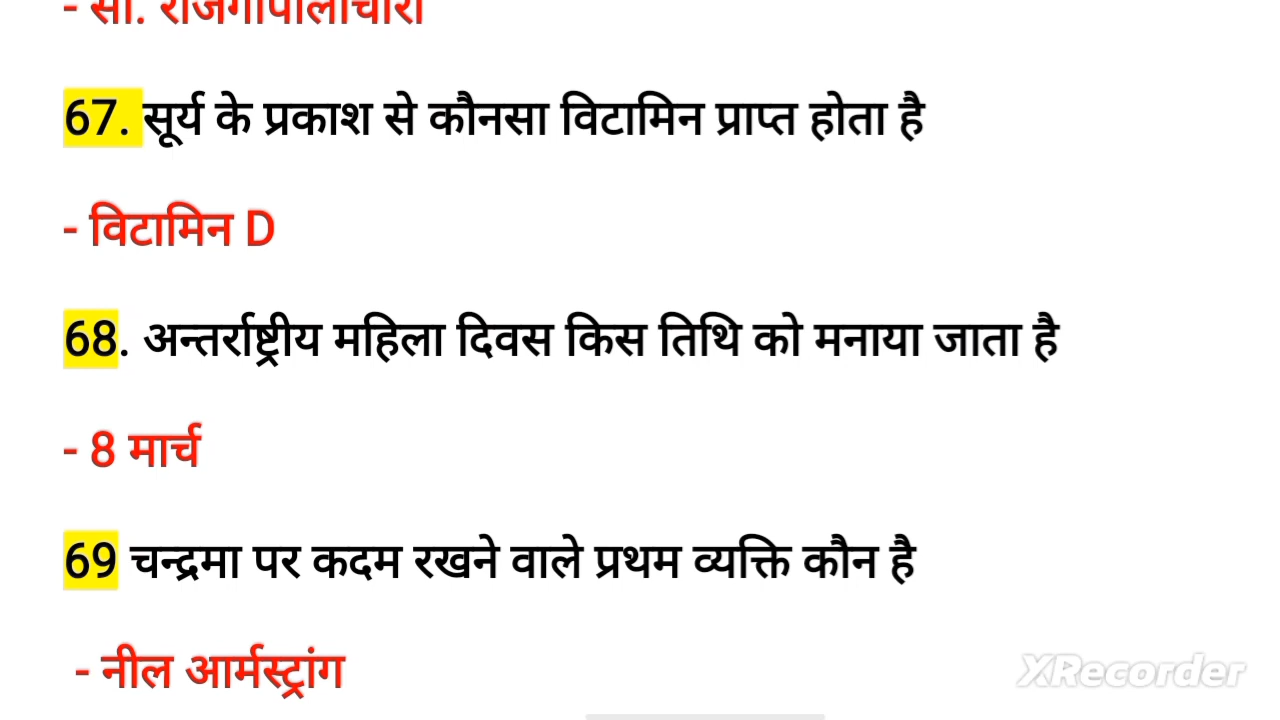 - सी. राजगोपालाचारी
67. सूर्य के प्रकाश से कौनसा विटामिन प्राप्त होता है
- विटामिन D
68. अन्तर्राष्ट्रीय महिला दिवस किस तिथि को मनाया जाता है
- 8 मार्च
69 चन्द्रमा पर कदम रखने वाले प्रथम व्यक्ति कौन है
- नील आर्मस्ट्रांग
XRecorder